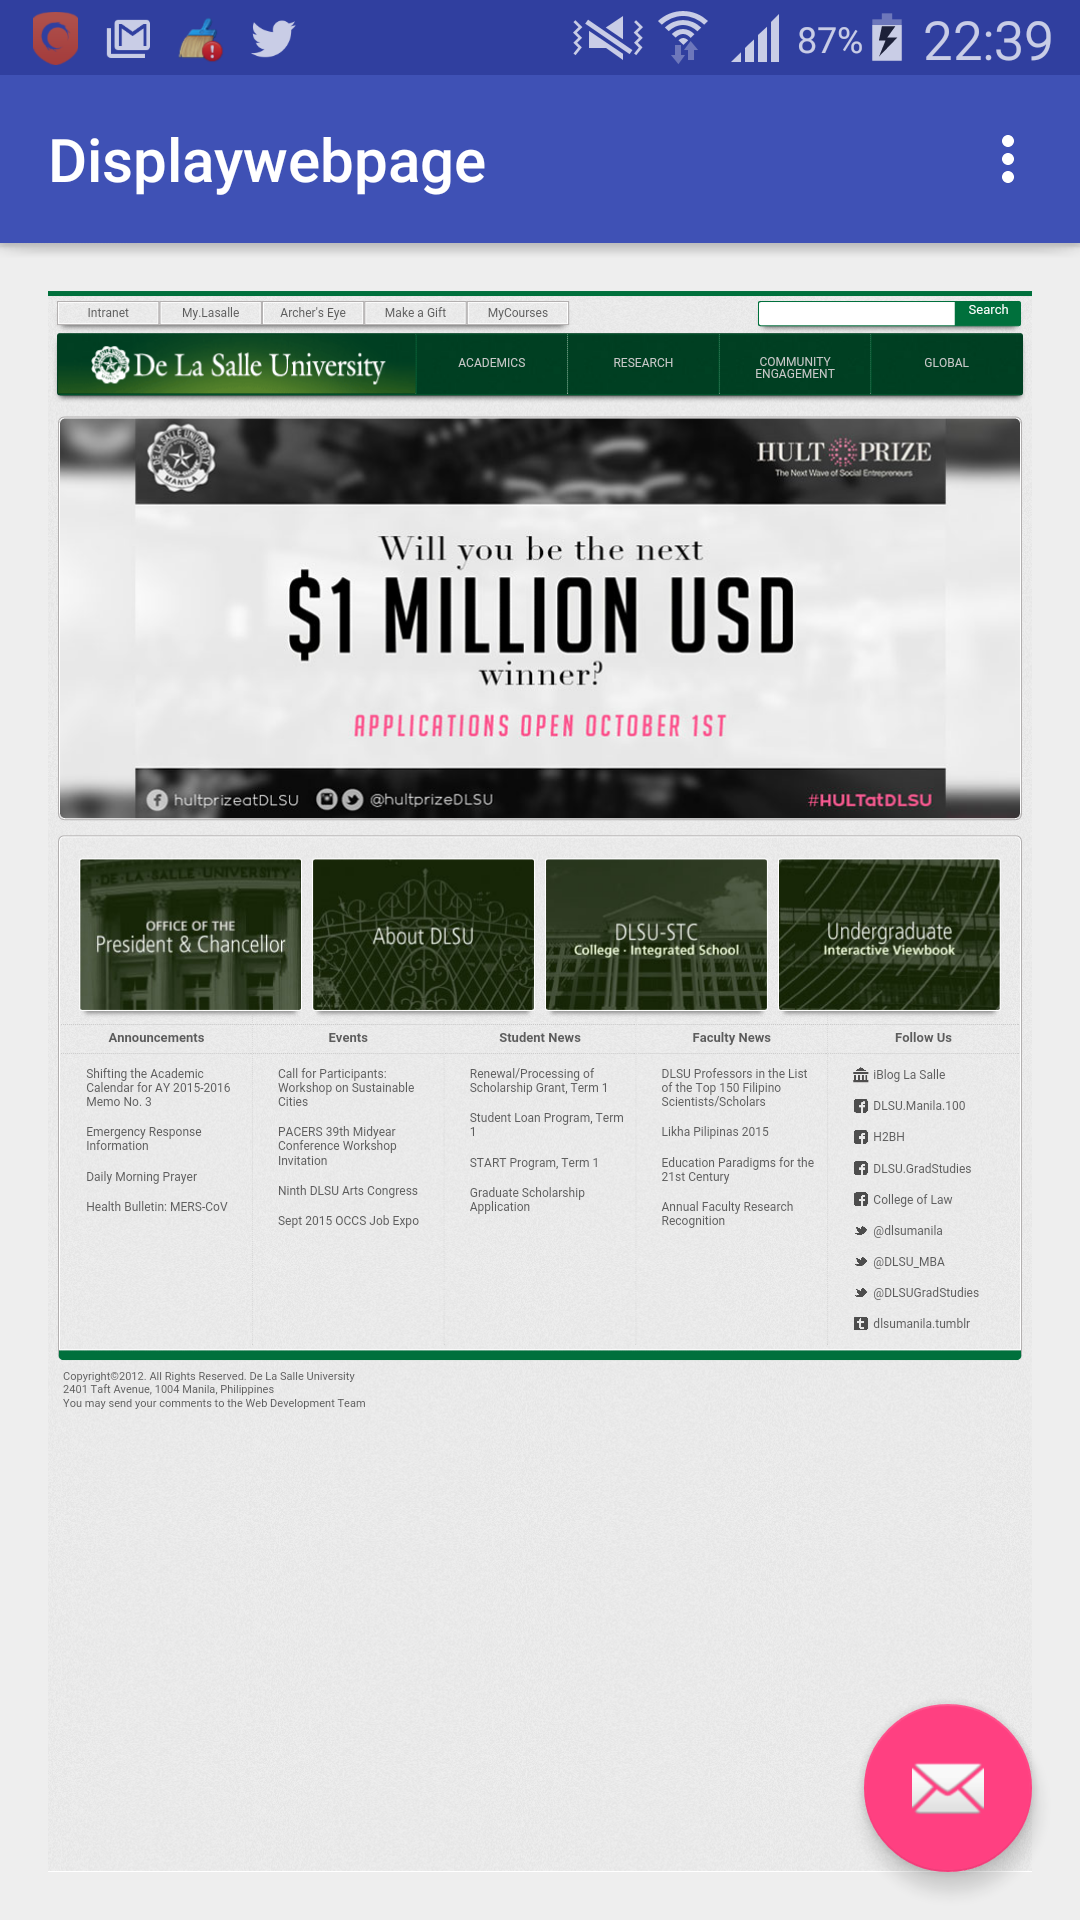 87% 22:39
Displaywebpage
Intranet
My.Lasalle
Archer's Eye
Make a Gift
MyCourses
Search
De La Salle University
ACADEMICS
RESEARCH
COMMUNITY
ENGAGEMENT
GLOBAL
DE LA SALLE UNIVERSITY
MANILA
HULT PRIZE
The Next Wave of Social Entrepreneurs
Will you be the next
$1 MILLION USD
winner?
APPLICATIONS OPEN OCTOBER 1ST
hultprizeatDLSU
@hultprizeDLSU
#HULTatDLSU
DE LA SALLE UNIVERSITY
OFFICE OF THE
President & Chancellor
About DLSU
DLSU-STC
College · Integrated School
Undergraduate
Interactive Viewbook
Announcements
Shifting the Academic
Calendar for AY 2015-2016
Memo No. 3
Emergency Response
Information
Daily Morning Prayer
Health Bulletin: MERS-CoV
Events
Call for Participants:
Workshop on Sustainable
Cities
PACERS 39th Midyear
Conference Workshop
Invitation
Ninth DLSU Arts Congress
Sept 2015 OCCS Job Expo
Student News
Renewal/Processing of
Scholarship Grant, Term 1
Student Loan Program, Term
1
START Program, Term 1
Graduate Scholarship
Application
Faculty News
DLSU Professors in the List
of the Top 150 Filipino
Scientists/Scholars
Likha Pilipinas 2015
Education Paradigms for the
21st Century
Annual Faculty Research
Recognition
Follow Us
iBlog La Salle
DLSU.Manila.100
H2BH
DLSU.GradStudies
College of Law
@dlsumanila
@DLSU_MBA
@DLSUGradStudies
dlsumanila.tumblr
Copyright©2012. All Rights Reserved. De La Salle University
2401 Taft Avenue, 1004 Manila, Philippines
You may send your comments to the Web Development Team